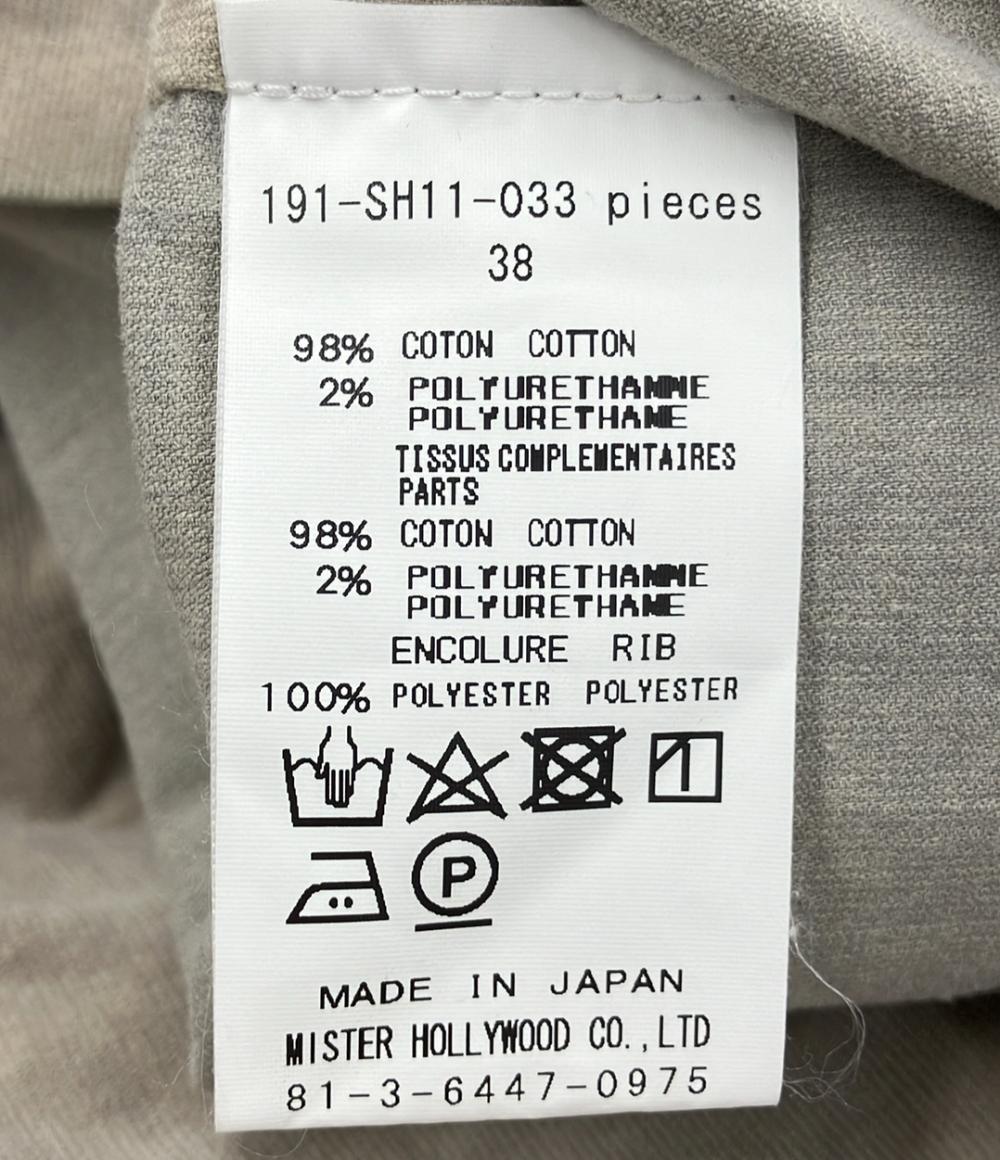 191-SH11-033 pieces
38
98% COTON COTTON
2% POLYURETHANNE
POLYURETHANE
TISSUS COMPLEMENTAIRES
PARTS
98% COTON COTTON
2% POLYURETHANNE
POLYURETHANE
ENCOLURE RIB
100% POLYESTER POLYESTER
P
MADE IN JAPAN
MISTER HOLLYWOOD CO.,LTD
81-3-6447-0975